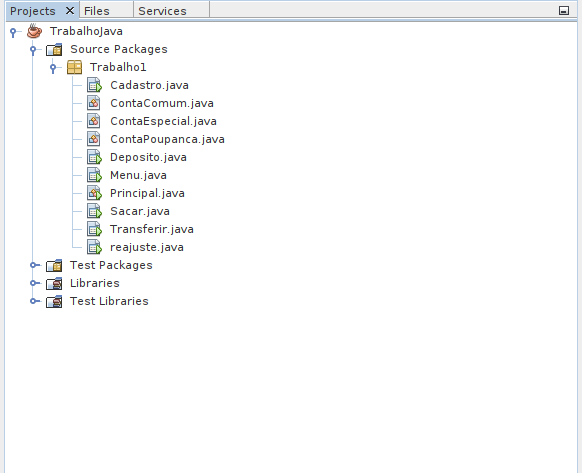 Projects Files Services
TrabalhoJava
Source Packages
Trabalho1
Cadastro.java
ContaComum.java
ContaEspecial.java
ContaPoupanca.java
Deposito.java
Menu.java
Principal.java
Sacar.java
Transferir.java
reajuste.java
Test Packages
Libraries
Test Libraries